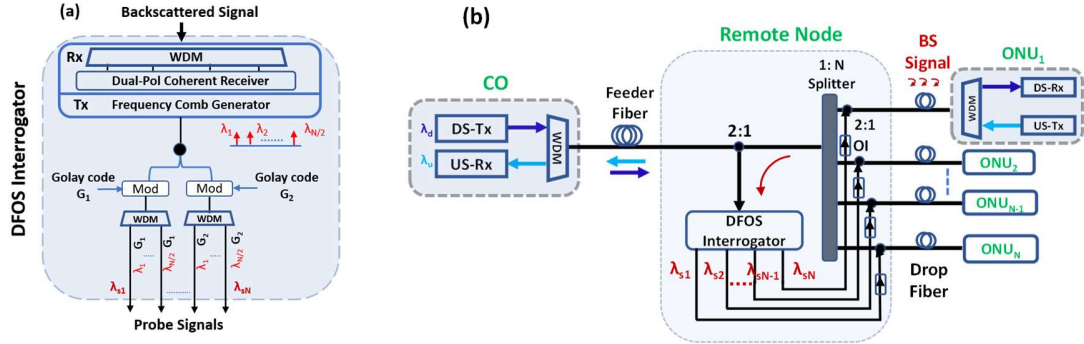 (a)
Backscattered Signal
DFOS Interrogator
Rx
WDM
Dual-Pol Coherent Receiver
Tx
Frequency Comb Generator
λ1 λ2 ........ λN/2
Golay code
G1
Mod
Mod
Golay code
G2
WDM
WDM
G1
G1
G2
G2
λ1
.....
λN/2
λ1
.....
λN/2
λs1
..........
λsN
Probe Signals
(b)
CO
λd
DS-Tx
λu
US-Rx
WDM
Feeder
Fiber
Remote Node
2:1
1: N
Splitter
2:1
OI
DFOS
Interrogator
λs1
λs2
......
λsN-1
λsN
BS
Signal
ONU1
WDM
DS-Rx
US-Tx
ONU2
ONUN-1
ONUN
Drop
Fiber